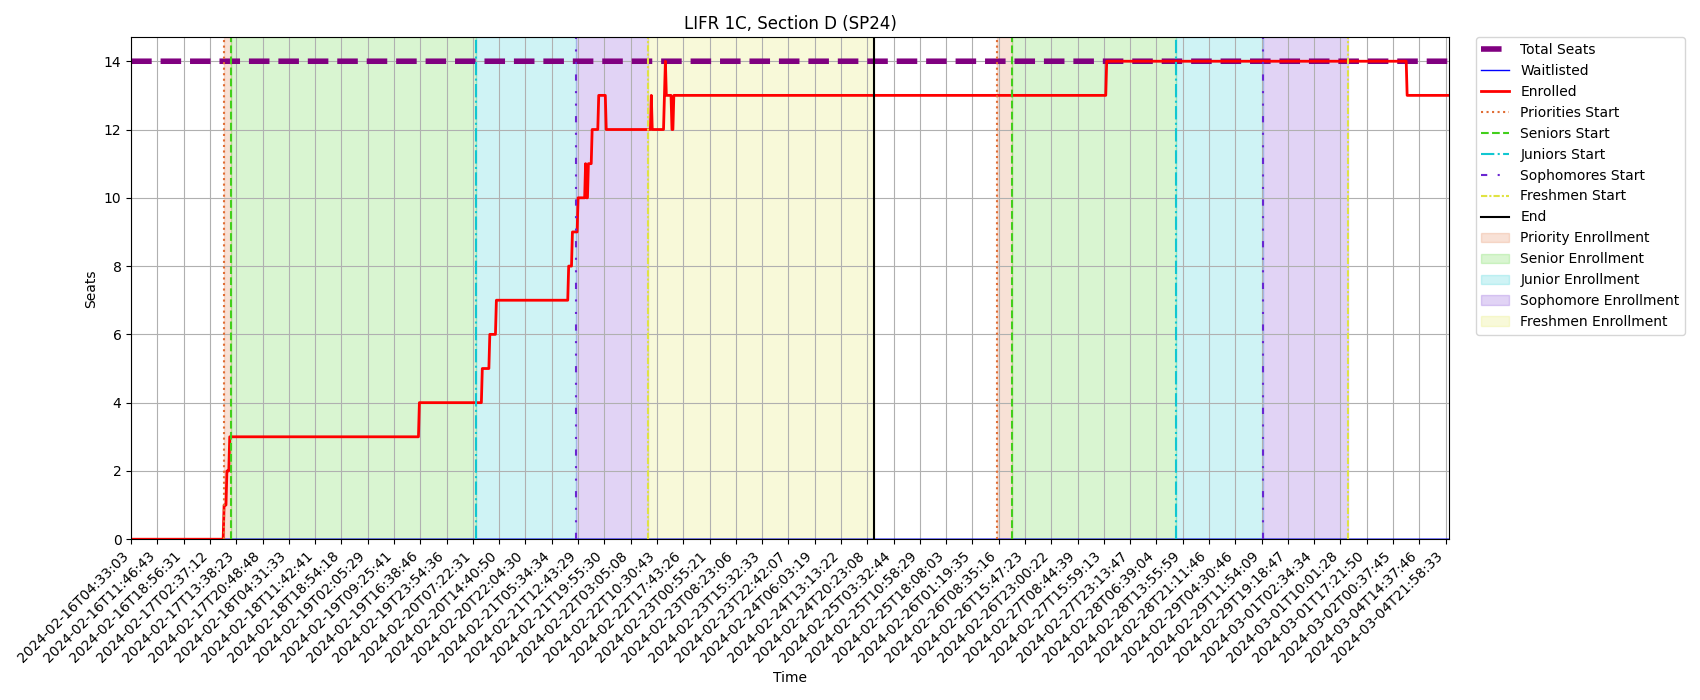 LIFR 1C, Section D (SP24)
Seats
14
12
10
8
6
4
2
0
2024-02-16T04:33:03
2024-02-16T11:46:43
2024-02-16T18:56:31
2024-02-17T02:37:12
2024-02-17T13:38:23
2024-02-17T20:48:48
2024-02-18T04:31:33
2024-02-18T11:42:41
2024-02-18T18:54:18
2024-02-19T02:05:29
2024-02-19T09:25:41
2024-02-19T16:38:46
2024-02-19T23:54:36
2024-02-20T07:22:31
2024-02-20T14:40:50
2024-02-20T22:04:30
2024-02-21T05:34:34
2024-02-21T12:43:29
2024-02-21T19:55:30
2024-02-22T03:05:08
2024-02-22T10:30:43
2024-02-22T17:43:26
2024-02-23T00:55:21
2024-02-23T08:23:06
2024-02-23T15:32:33
2024-02-23T22:42:07
2024-02-24T06:03:19
2024-02-24T13:13:22
2024-02-24T20:23:08
2024-02-25T03:32:44
2024-02-25T10:58:29
2024-02-25T18:08:03
2024-02-26T01:19:35
2024-02-26T08:35:16
2024-02-26T15:47:23
2024-02-26T23:00:22
2024-02-27T08:44:39
2024-02-27T15:59:13
2024-02-27T23:13:47
2024-02-28T06:39:04
2024-02-28T13:55:59
2024-02-28T21:11:46
2024-02-29T04:30:46
2024-02-29T11:54:09
2024-02-29T19:18:47
2024-03-01T02:34:34
2024-03-01T10:01:28
2024-03-01T17:21:50
2024-03-02T00:37:45
2024-03-04T14:37:46
2024-03-04T21:58:33
Time
Total Seats
Waitlisted
Enrolled
Priorities Start
Seniors Start
Juniors Start
Sophomores Start
Freshmen Start
End
Priority Enrollment
Senior Enrollment
Junior Enrollment
Sophomore Enrollment
Freshmen Enrollment